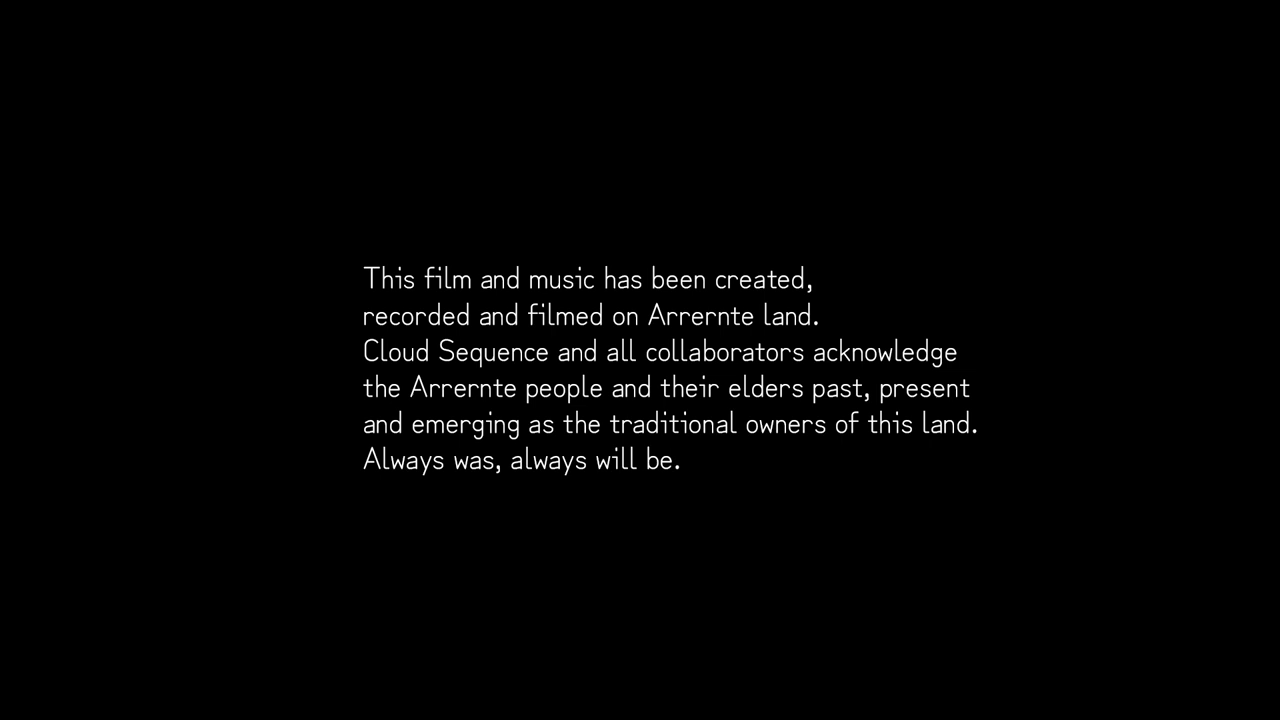 This film and music has been created,
recorded and filmed on Arrernte land.
Cloud Sequence and all collaborators acknowledge
the Arrernte people and their elders past, present
and emerging as the traditional owners of this land.
Always was, always will be.